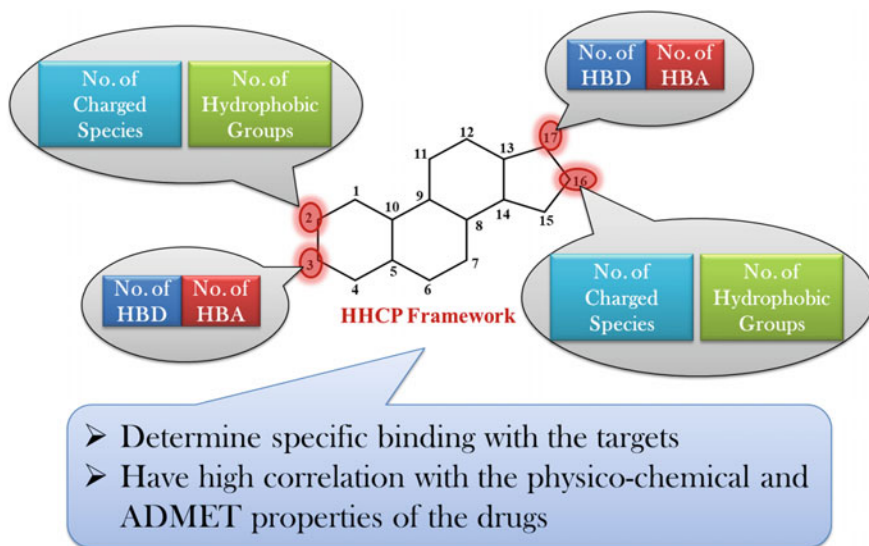 No. of
Charged
Species
No. of
Hydrophobic
Groups
No. of
HBD
No. of
HBA
12
17
11
13
1
9
16
2
10
14
15
8
3
5
7
4
6
No. of
HBD
No. of
HBA
HHCP Framework
No. of
Charged
Species
No. of
Hydrophobic
Groups
➤ Determine specific binding with the targets
➤ Have high correlation with the physico-chemical and
ADMET properties of the drugs